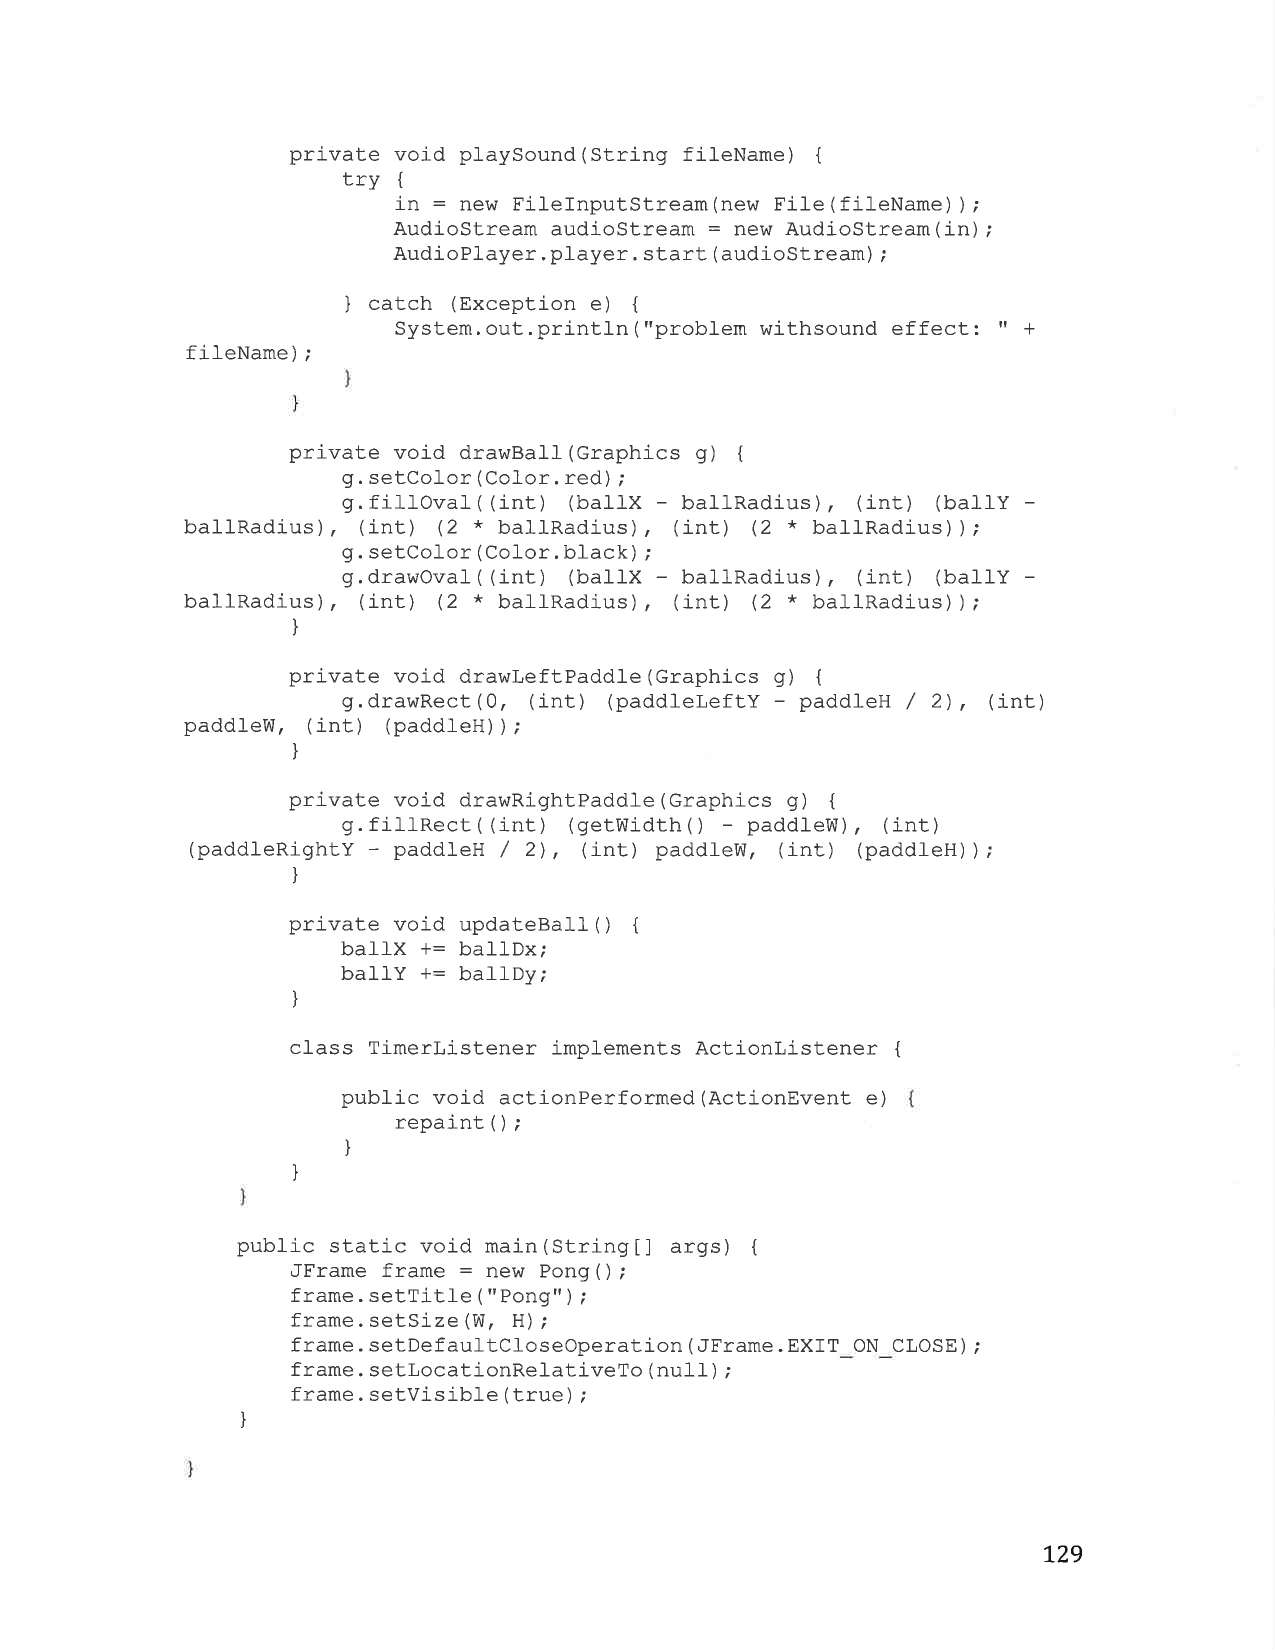 private void playSound(String fileName) {
try {
in = new FileInputStream(new File(fileName));
AudioStream audioStream = new AudioStream(in);
AudioPlayer.player.start(audioStream);
} catch (Exception e) {
System.out.println("problem withsound effect: " +
fileName);
}
}
private void drawBall(Graphics g) {
g.setColor(Color.red);
g.fillOval((int) (ballX - ballRadius), (int) (ballY -
ballRadius), (int) (2 * ballRadius), (int) (2 * ballRadius));
g.setColor(Color.black);
g.drawOval((int) (ballX - ballRadius), (int) (ballY -
ballRadius), (int) (2 * ballRadius), (int) (2 * ballRadius));
}
private void drawLeftPaddle(Graphics g) {
g.drawRect(0, (int) (paddleLeftY - paddleH / 2), (int)
paddleW, (int) (paddleH));
}
private void drawRightPaddle(Graphics g) {
g.fillRect((int) (getWidth() - paddleW), (int)
(paddleRightY - paddleH / 2), (int) paddleW, (int) (paddleH));
}
private void updateBall() {
ballX += ballDx;
ballY += ballDy;
}
class TimerListener implements ActionListener {
public void actionPerformed(ActionEvent e) {
repaint();
}
}
}
public static void main(String[] args) {
JFrame frame = new Pong();
frame.setTitle("Pong");
frame.setSize(W, H);
frame.setDefaultCloseOperation(JFrame.EXIT_ON_CLOSE);
frame.setLocationRelativeTo(null);
frame.setVisible(true);
}
}
129